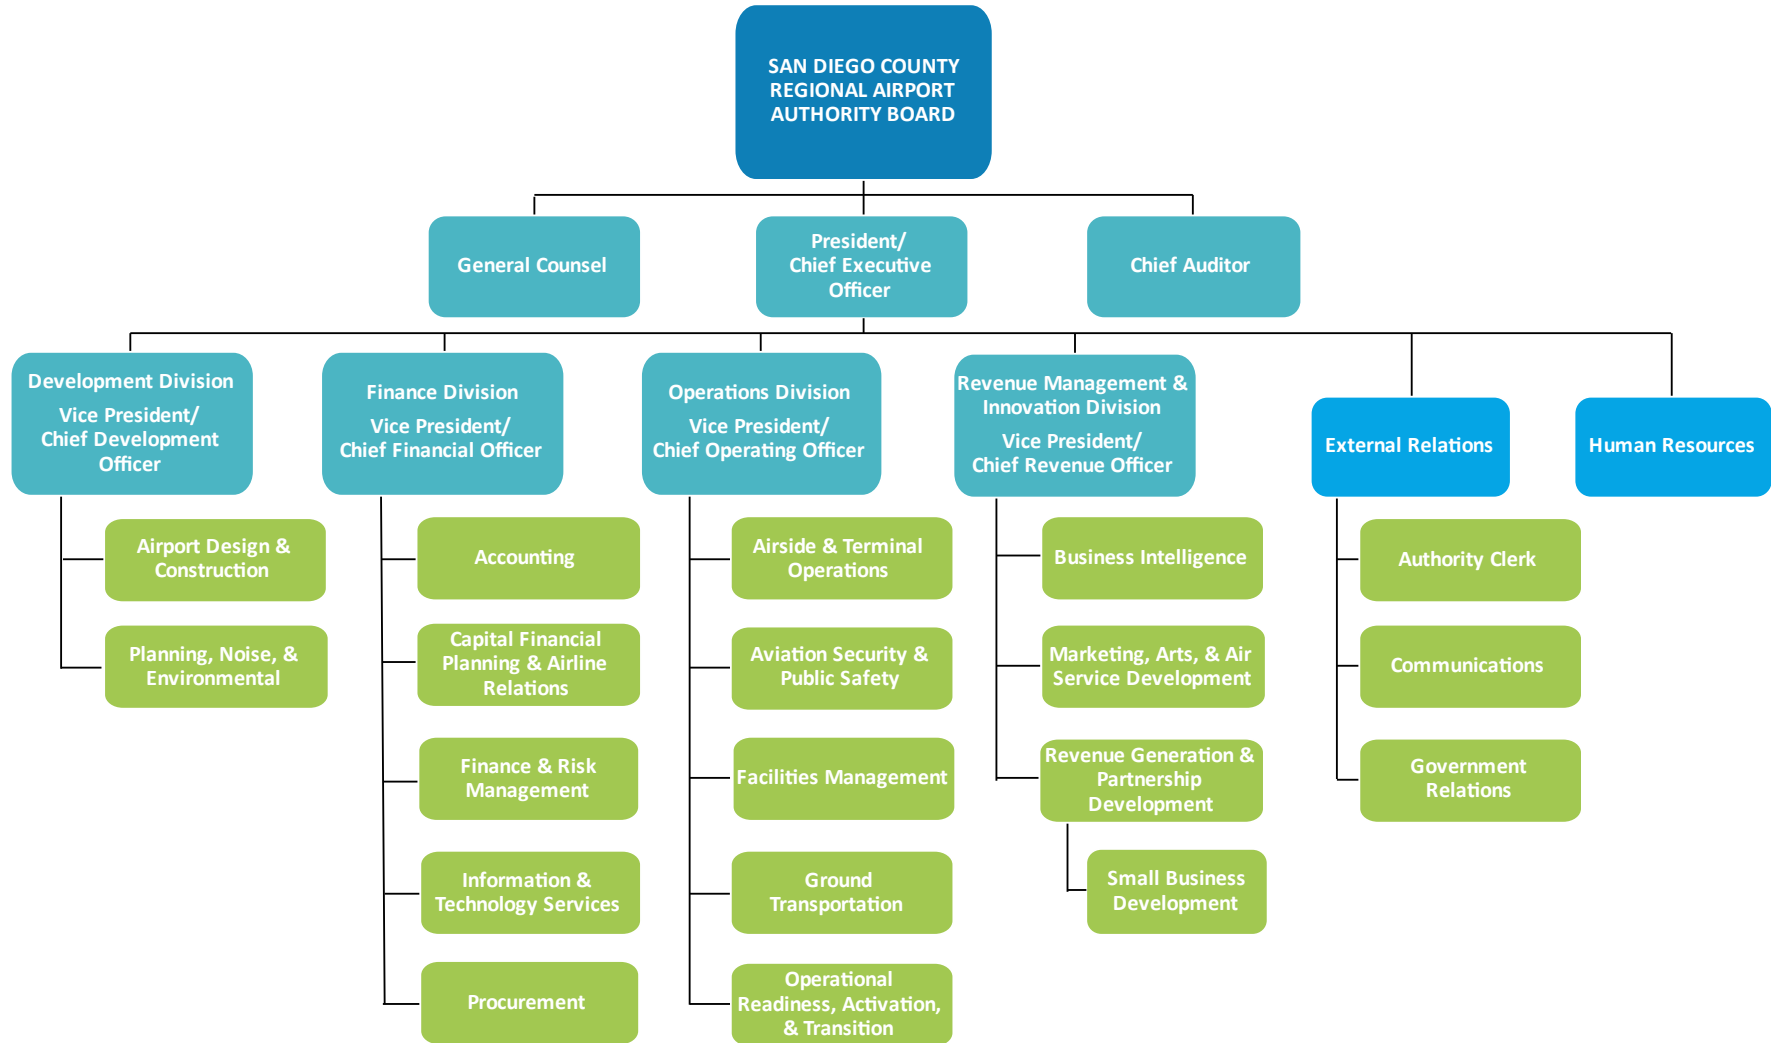 SAN DIEGO COUNTY
REGIONAL AIRPORT
AUTHORITY BOARD
General Counsel
President/
Chief Executive
Officer
Chief Auditor
Development Division
Vice President/
Chief Development
Officer
Finance Division
Vice President/
Chief Financial Officer
Operations Division
Vice President/
Chief Operating Officer
Revenue Management &
Innovation Division
Vice President/
Chief Revenue Officer
External Relations
Human Resources
Airport Design &
Construction
Planning, Noise, &
Environmental
Accounting
Capital Financial
Planning & Airline
Relations
Finance & Risk
Management
Information &
Technology Services
Procurement
Airside & Terminal
Operations
Aviation Security &
Public Safety
Facilities Management
Ground
Transportation
Operational
Readiness, Activation,
& Transition
Business Intelligence
Marketing, Arts, & Air
Service Development
Revenue Generation &
Partnership
Development
Small Business
Development
Authority Clerk
Communications
Government
Relations